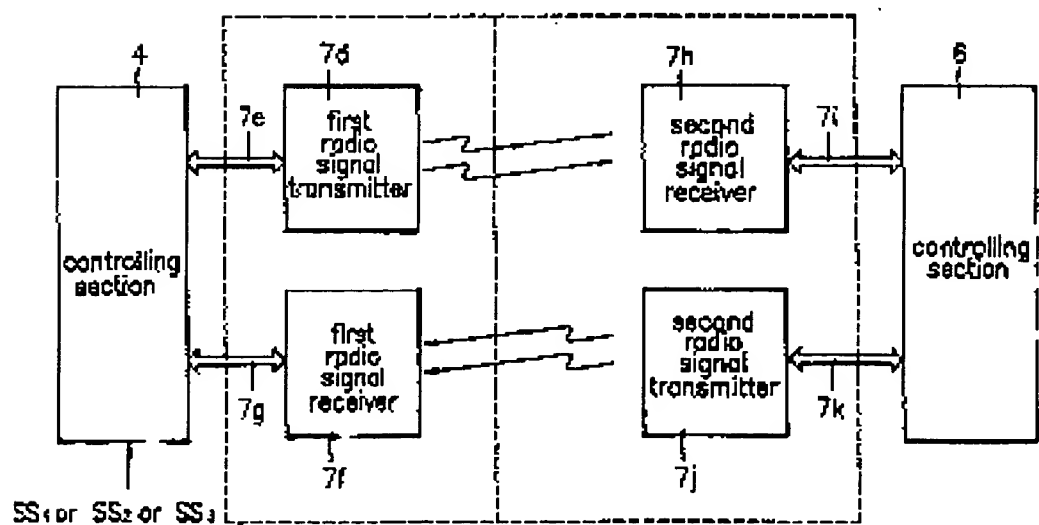 4
7d
7h
6
7e
first
radio
signal
transmitter
second
radio
signal
receiver
7i
controlling
section
controlling
section
first
radio
signal
receiver
second
radio
signal
transmitter
7g
7k
7f
7j
SS1 or SS2 or SS3